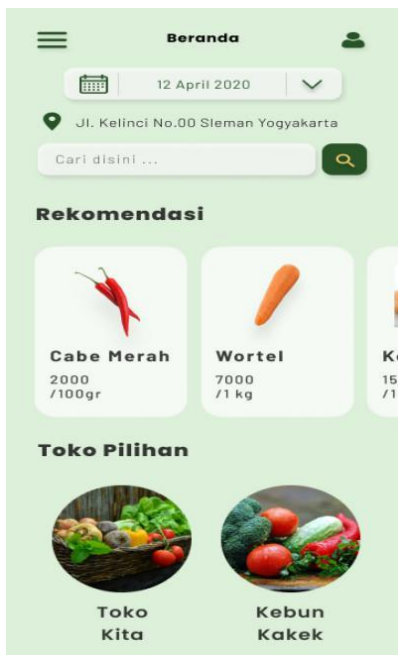 Beranda
12 April 2020
Jl. Kelinci No.00 Sleman Yogyakarta
Cari disini ...
Rekomendasi
Cabe Merah
2000
/100gr
Wortel
7000
/1 kg
Toko Pilihan
Toko
Kita
Kebun
Kakek